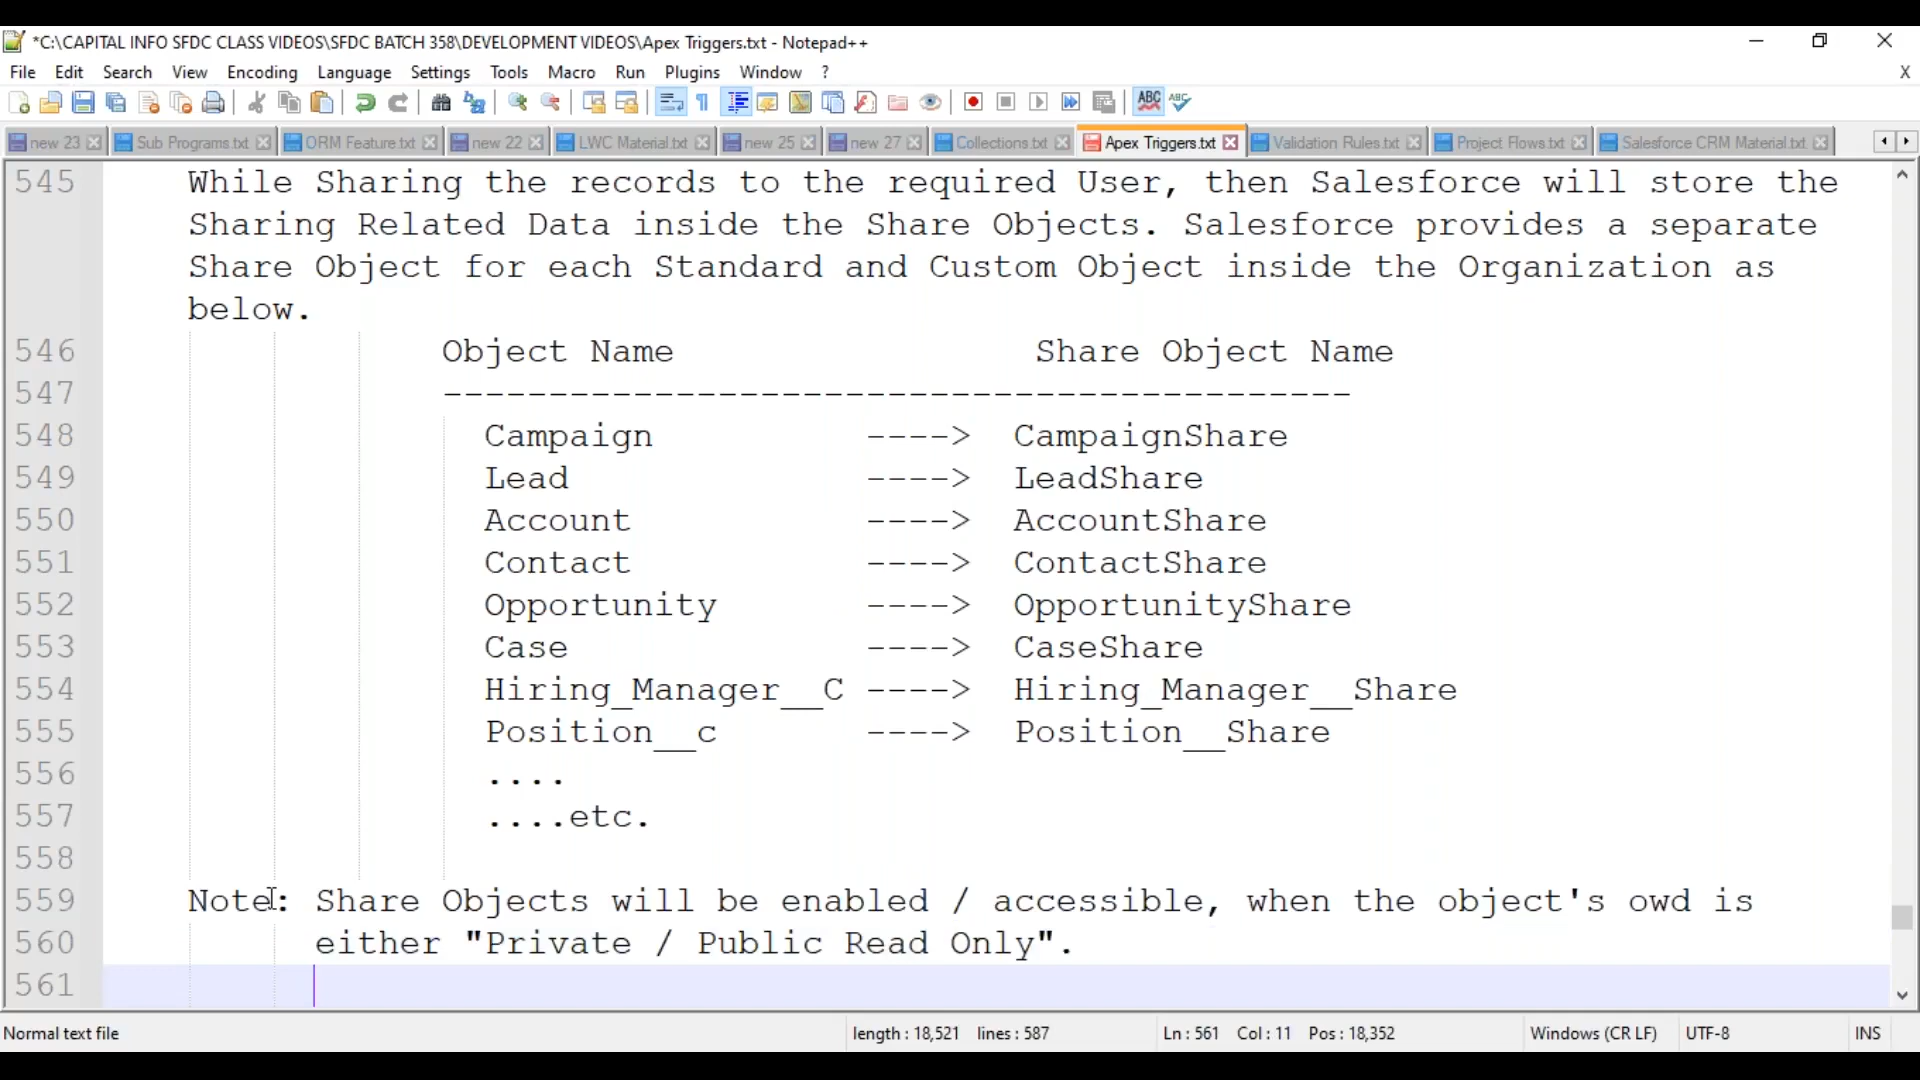 *C:\CAPITAL INFO SFDC CLASS VIDEOS\SFDC BATCH 358\DEVELOPMENT VIDEOS\Apex Triggers.txt - Notepad++
File Edit Search View Encoding Language Settings Tools Macro Run Plugins Window ? X
new 23 Sub Programs.txt ORM Feature.txt new 22 LWC Material.txt new 25 new 27 Collections.txt Apex Triggers.txt Validation Rules.txt Project Flows.txt Salesforce CRM Material.txt
545 While Sharing the records to the required User, then Salesforce will store the
Sharing Related Data inside the Share Objects. Salesforce provides a separate
Share Object for each Standard and Custom Object inside the Organization as
below.
546 Object Name Share Object Name
547 -------------------------------------------
548 Campaign ----> CampaignShare
549 Lead ----> LeadShare
550 Account ----> AccountShare
551 Contact ----> ContactShare
552 Opportunity ----> OpportunityShare
553 Case ----> CaseShare
554 Hiring_Manager__C ----> Hiring_Manager__Share
555 Position__c ----> Position__Share
556 ....
557 ....etc.
558
559 Note: Share Objects will be enabled / accessible, when the object's owd is
560 either "Private / Public Read Only".
561
Normal text file length : 18,521 lines : 587 Ln : 561 Col : 11 Pos : 18,352 Windows (CR LF) UTF-8 INS